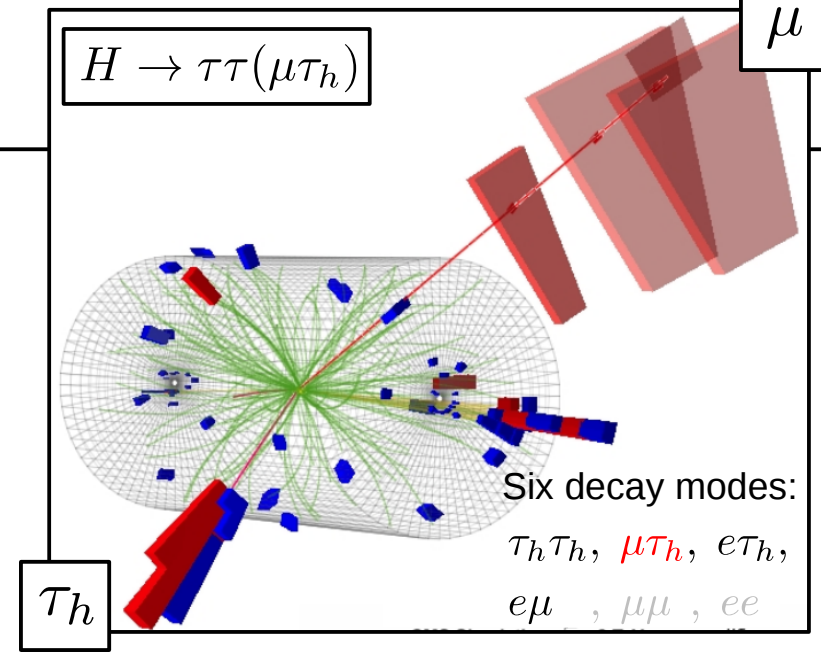 μ
H → ττ(μτ_h)
Six decay modes:
τ_hτ_h, μτ_h, eτ_h,
eμ , μμ , ee
τ_h